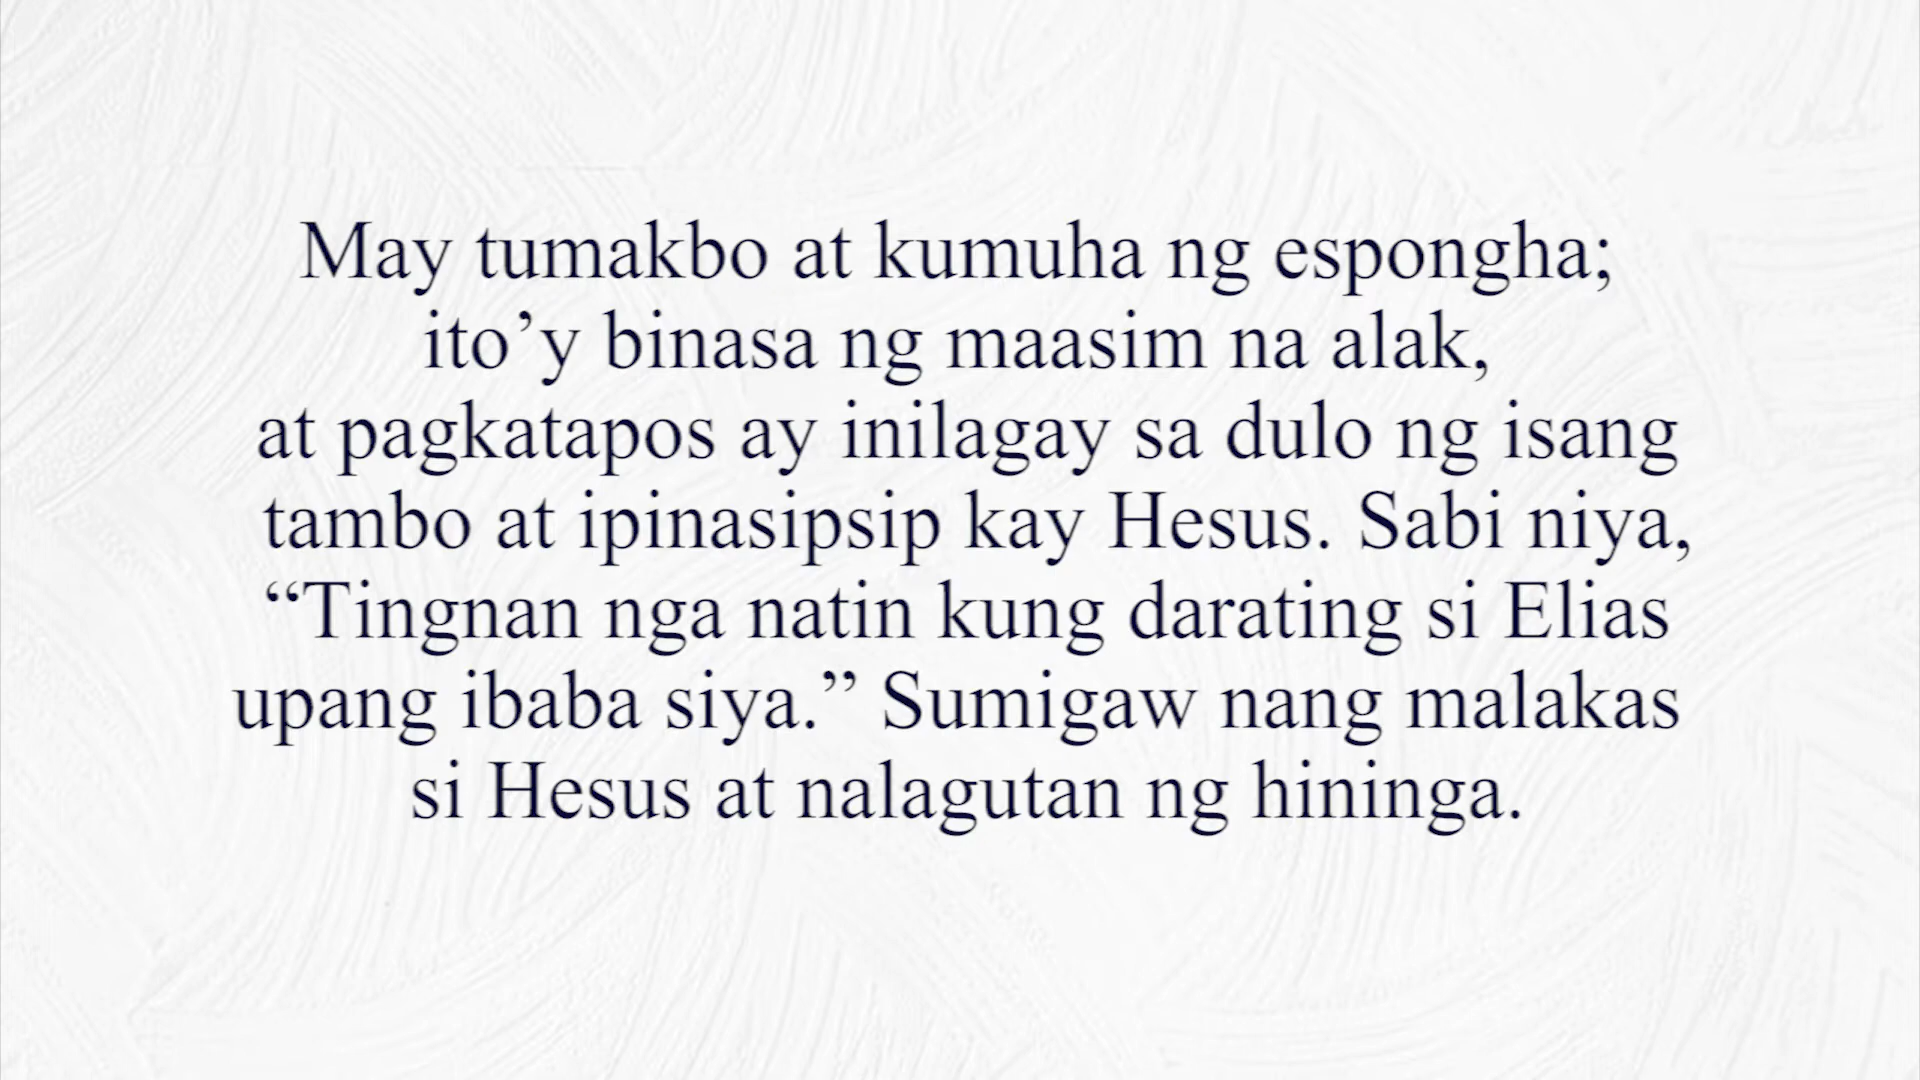 May tumakbo at kumuha ng espongha;
ito’y binasa ng maasim na alak,
at pagkatapos ay inilagay sa dulo ng isang
tambo at ipinasipsip kay Hesus. Sabi niya,
“Tingnan nga natin kung darating si Elias
upang ibaba siya.” Sumigaw nang malakas
si Hesus at nalagutan ng hininga.